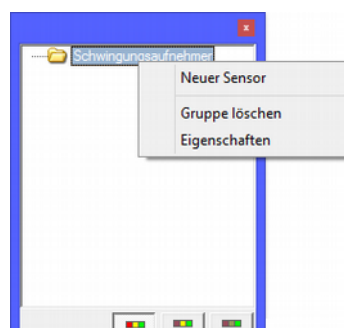 Schwingungsaufnehmer
Neuer Sensor
Gruppe löschen
Eigenschaften